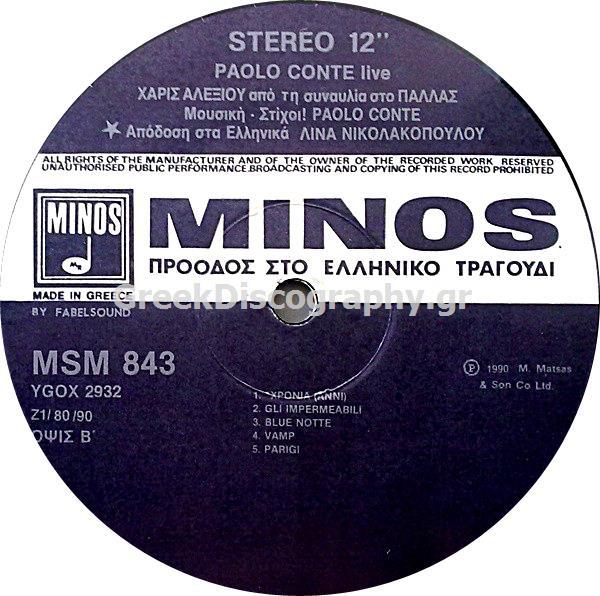 STEREO 12''
PAOLO CONTE live
ΧΑΡΙΣ ΑΛΕΞΙΟΥ από τη συναυλία στο ΠΑΛΛΑΣ
Μουσική - Στίχοι! PAOLO CONTE
★ Απόδοση στα Ελληνικά ΛΙΝΑ ΝΙΚΟΛΑΚΟΠΟΥΛΟΥ
ALL RIGHTS OF THE MANUFACTURER AND OF THE OWNER OF THE RECORDED WORK RESERVED
UNAUTHORISED PUBLIC PERFORMANCE.BROADCASTING AND COPYING OF THIS RECORD PROHIBITED
MINOS
MINOS
ΠΡΟΟΔΟΣ ΣΤΟ ΕΛΛΗΝΙΚΟ ΤΡΑΓΟΥΔΙ
MADE IN GREECE
GreekDiscography.gr
BY FABELSOUND
MSM 843
YGOX 2932
Z1/80/90
ΟΨΙΣ Β'
Ⓟ 1990 M. Matsas
& Son Co Ltd.
1. *ΧΡΟΝΙΑ (ANNI)
2. GLI IMPERMEABILI
3. BLUE NOTTE
4. VAMP
5. PARIGI